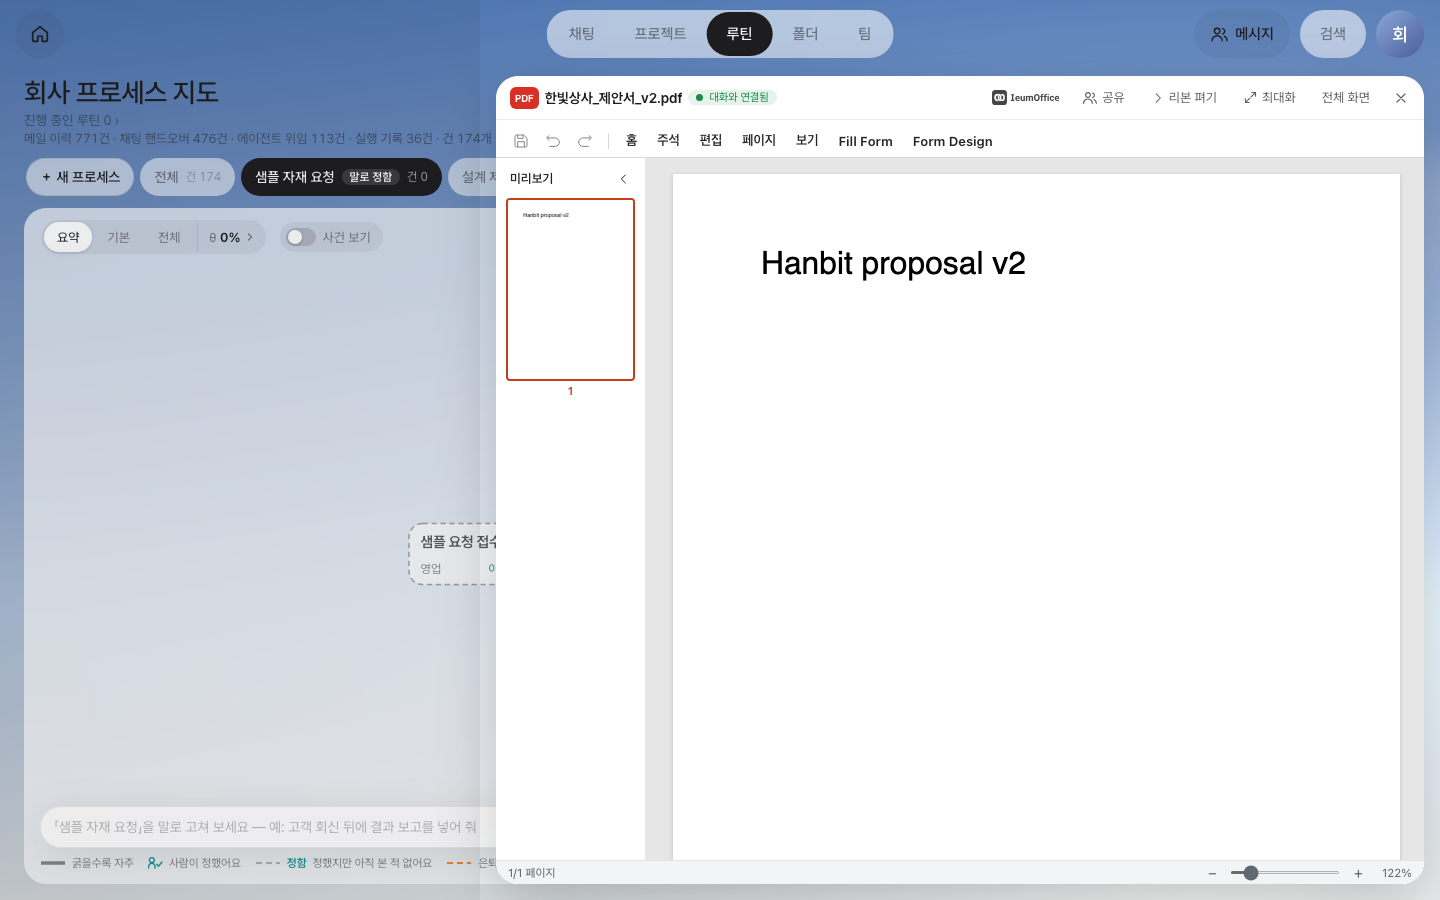 채팅
프로젝트
루틴
폴더
팀
메시지
검색
회
회사 프로세스 지도
진행 중인 루틴 0 ›
메일 이력 771건 · 채팅 핸드오버 476건 · 에이전트 위임 113건 · 실행 기록 36건 · 건 174개
+ 새 프로세스
전체 건 174
샘플 자재 요청 말로 정함 건 0
설계
요약
기본
전체
0 0%
사건 보기
샘플 요청 접수
영업
『샘플 자재 요청』을 말로 고쳐 보세요 — 예: 고객 회신 뒤에 결과 보고를 넣어 줘
굵을수록 자주
사람이 정했어요
정함 정했지만 아직 본 적 없어요
은퇴
PDF 한빛상사_제안서_v2.pdf 대화와 연결됨
IeumOffice
공유
리본 펴기
최대화
전체 화면
홈
주석
편집
페이지
보기
Fill Form
Form Design
미리보기
Hanbit proposal v2
1
Hanbit proposal v2
1/1 페이지
122%